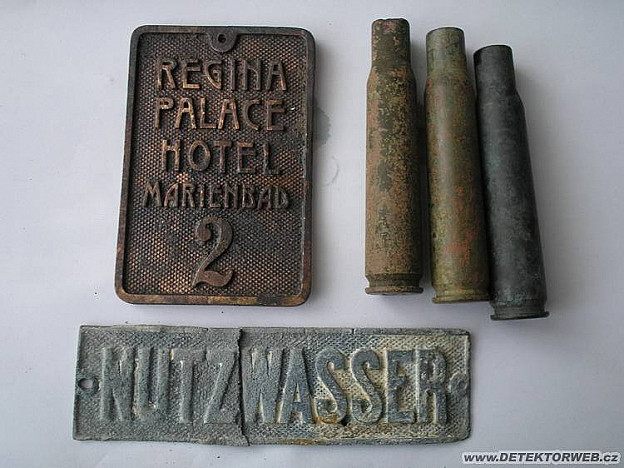 REGINA
PALACE
HOTEL
MARIENBAD
2
NUTZWASSER
www.DETEKTORWEB.cz